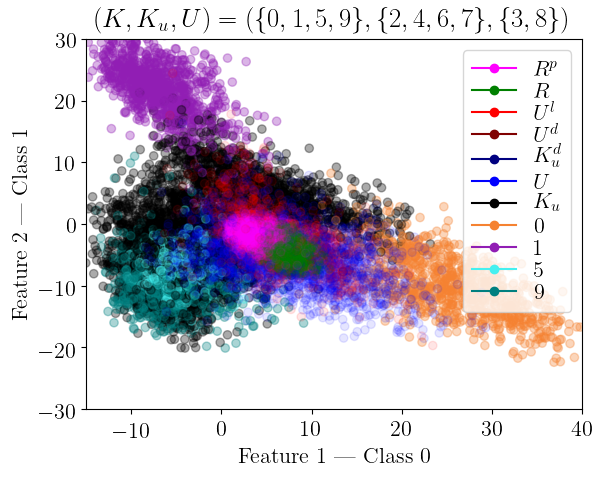 (K, K_u, U) = ({0, 1, 5, 9}, {2, 4, 6, 7}, {3, 8})
30
20
10
0
−10
−20
−30
Feature 2 — Class 1
R^p
R
U^l
U^d
K_u^d
U
K_u
0
1
5
9
−10 0 10 20 30 40
Feature 1 — Class 0